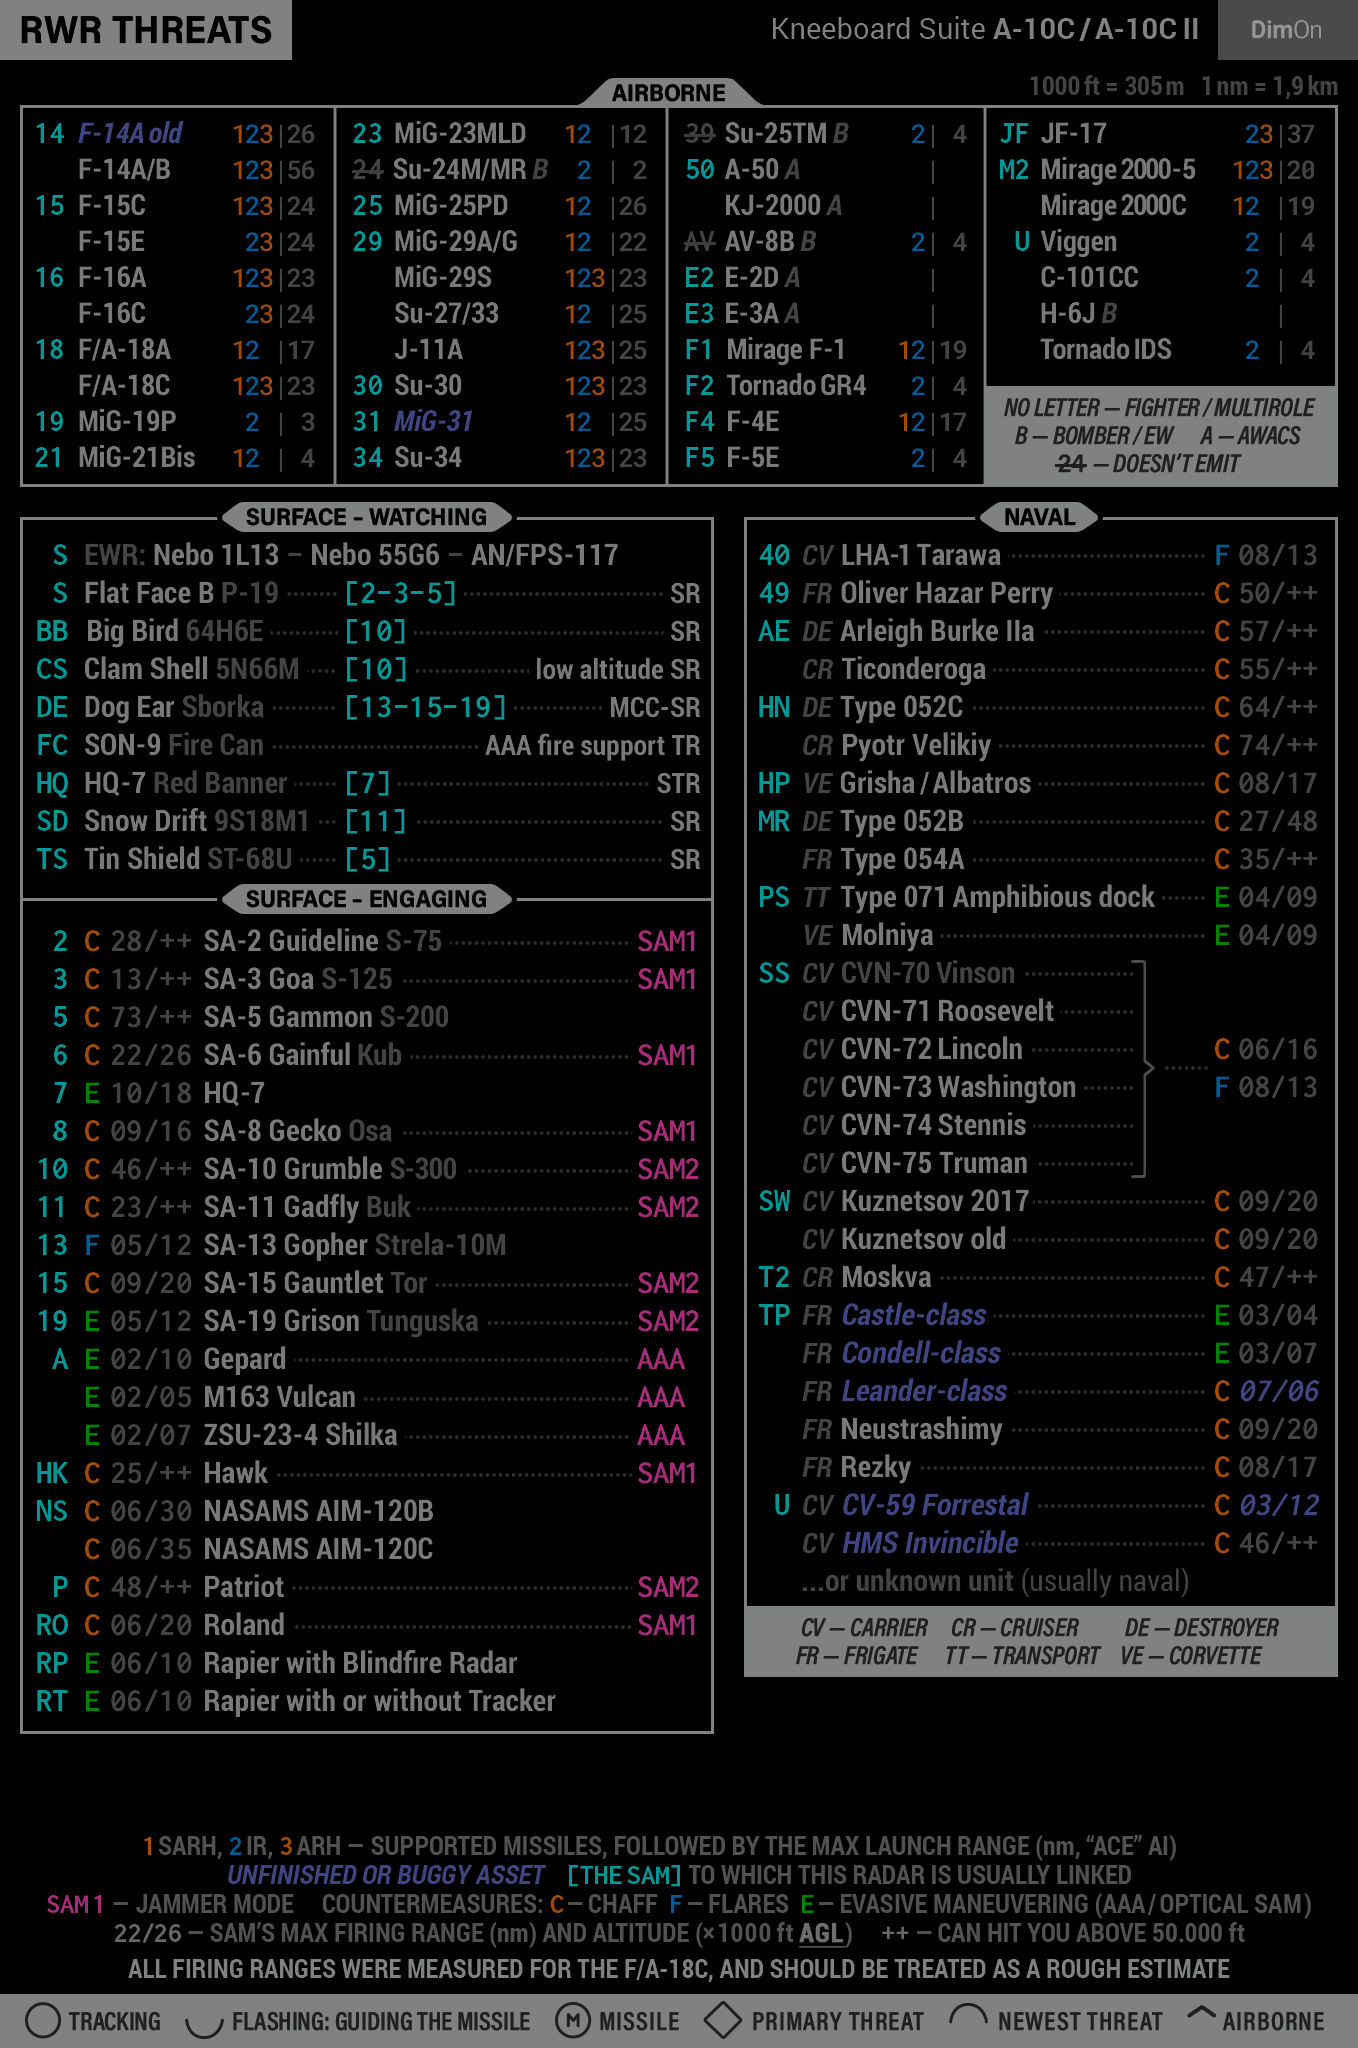 RWR THREATS
Kneeboard Suite A-10C / A-10C II
DimOn
1000 ft = 305 m 1 nm = 1,9 km
AIRBORNE
14 F-14A old 123|26
F-14A/B 123|56
15 F-15C 123|24
F-15E 23|24
16 F-16A 123|23
F-16C 23|24
18 F/A-18A 12 |17
F/A-18C 123|23
19 MiG-19P 2 | 3
21 MiG-21Bis 12 | 4
23 MiG-23MLD 12 |12
24 Su-24M/MR B 2 | 2
25 MiG-25PD 12 |26
29 MiG-29A/G 12 |22
MiG-29S 123|23
Su-27/33 12 |25
J-11A 123|25
30 Su-30 123|23
31 MiG-31 12 |25
34 Su-34 123|23
39 Su-25TM B 2| 4
50 A-50 A |
KJ-2000 A |
AV AV-8B B 2| 4
E2 E-2D A |
E3 E-3A A |
F1 Mirage F-1 12|19
F2 Tornado GR4 2| 4
F4 F-4E 12|17
F5 F-5E 2| 4
JF JF-17 23|37
M2 Mirage 2000-5 123|20
Mirage 2000C 12 |19
U Viggen 2 | 4
C-101CC 2 | 4
H-6J B |
Tornado IDS 2 | 4
NO LETTER — FIGHTER / MULTIROLE
B — BOMBER / EW A — AWACS
24 — DOESN'T EMIT
SURFACE – WATCHING
S EWR: Nebo 1L13 – Nebo 55G6 – AN/FPS-117
S Flat Face B P-19 [2-3-5] SR
BB Big Bird 64H6E [10] SR
CS Clam Shell 5N66M [10] low altitude SR
DE Dog Ear Sborka [13-15-19] MCC-SR
FC SON-9 Fire Can AAA fire support TR
HQ HQ-7 Red Banner [7] STR
SD Snow Drift 9S18M1 [11] SR
TS Tin Shield ST-68U [5] SR
SURFACE – ENGAGING
2 C 28/++ SA-2 Guideline S-75 SAM1
3 C 13/++ SA-3 Goa S-125 SAM1
5 C 73/++ SA-5 Gammon S-200
6 C 22/26 SA-6 Gainful Kub SAM1
7 E 10/18 HQ-7
8 C 09/16 SA-8 Gecko Osa SAM1
10 C 46/++ SA-10 Grumble S-300 SAM2
11 C 23/++ SA-11 Gadfly Buk SAM2
13 F 05/12 SA-13 Gopher Strela-10M
15 C 09/20 SA-15 Gauntlet Tor SAM2
19 E 05/12 SA-19 Grison Tunguska SAM2
A E 02/10 Gepard AAA
E 02/05 M163 Vulcan AAA
E 02/07 ZSU-23-4 Shilka AAA
HK C 25/++ Hawk SAM1
NS C 06/30 NASAMS AIM-120B
C 06/35 NASAMS AIM-120C
P C 48/++ Patriot SAM2
RO C 06/20 Roland SAM1
RP E 06/10 Rapier with Blindfire Radar
RT E 06/10 Rapier with or without Tracker
NAVAL
40 CV LHA-1 Tarawa F 08/13
49 FR Oliver Hazar Perry C 50/++
AE DE Arleigh Burke IIa C 57/++
CR Ticonderoga C 55/++
HN DE Type 052C C 64/++
CR Pyotr Velikiy C 74/++
HP VE Grisha / Albatros C 08/17
MR DE Type 052B C 27/48
FR Type 054A C 35/++
PS TT Type 071 Amphibious dock E 04/09
VE Molniya E 04/09
SS CV CVN-70 Vinson
CV CVN-71 Roosevelt
CV CVN-72 Lincoln C 06/16
CV CVN-73 Washington F 08/13
CV CVN-74 Stennis
CV CVN-75 Truman
SW CV Kuznetsov 2017 C 09/20
CV Kuznetsov old C 09/20
T2 CR Moskva C 47/++
TP FR Castle-class E 03/04
FR Condell-class E 03/07
FR Leander-class C 07/06
FR Neustrashimy C 09/20
FR Rezky C 08/17
U CV CV-59 Forrestal C 03/12
CV HMS Invincible C 46/++
...or unknown unit (usually naval)
CV — CARRIER CR — CRUISER DE — DESTROYER
FR — FRIGATE TT — TRANSPORT VE — CORVETTE
1 SARH, 2 IR, 3 ARH — SUPPORTED MISSILES, FOLLOWED BY THE MAX LAUNCH RANGE (nm, “ACE” AI)
UNFINISHED OR BUGGY ASSET [THE SAM] TO WHICH THIS RADAR IS USUALLY LINKED
SAM 1 — JAMMER MODE COUNTERMEASURES: C — CHAFF F — FLARES E — EVASIVE MANEUVERING (AAA / OPTICAL SAM)
22/26 — SAM'S MAX FIRING RANGE (nm) AND ALTITUDE (×1000 ft AGL) ++ — CAN HIT YOU ABOVE 50.000 ft
ALL FIRING RANGES WERE MEASURED FOR THE F/A-18C, AND SHOULD BE TREATED AS A ROUGH ESTIMATE
TRACKING FLASHING: GUIDING THE MISSILE M MISSILE PRIMARY THREAT NEWEST THREAT AIRBORNE